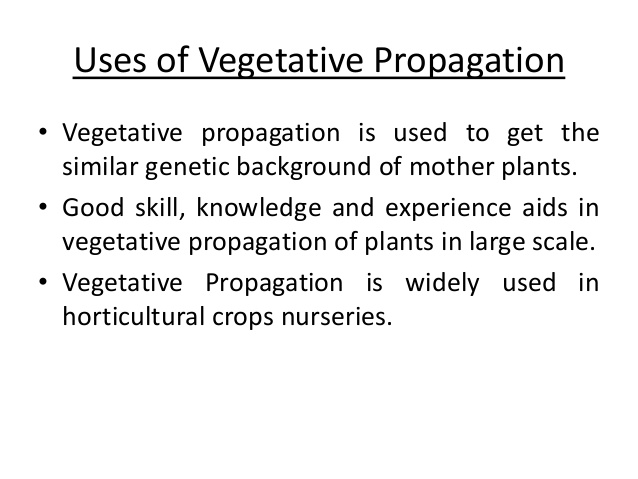 Uses of Vegetative Propagation
• Vegetative propagation is used to get the
similar genetic background of mother plants.
• Good skill, knowledge and experience aids in
vegetative propagation of plants in large scale.
• Vegetative Propagation is widely used in
horticultural crops nurseries.